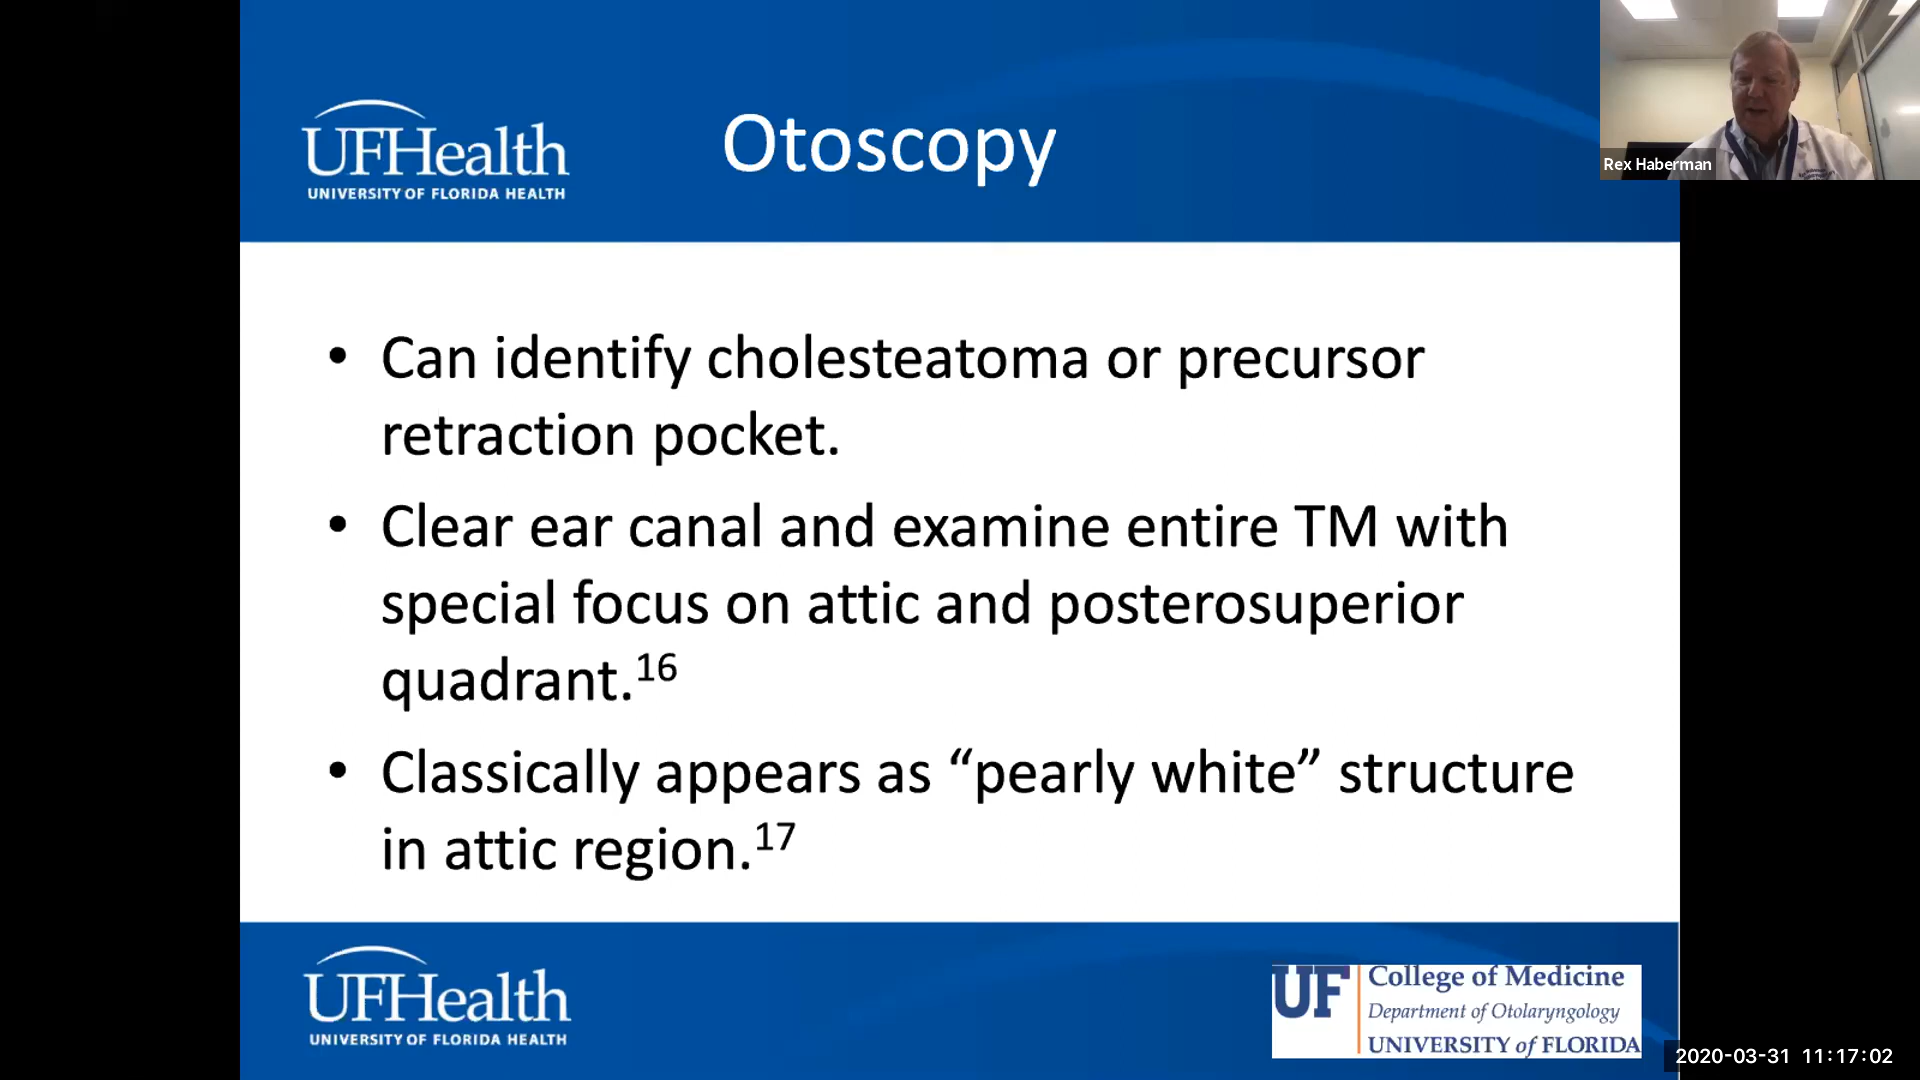 UFHealth
UNIVERSITY OF FLORIDA HEALTH
Otoscopy
Rex Haberman
• Can identify cholesteatoma or precursor
retraction pocket.
• Clear ear canal and examine entire TM with
special focus on attic and posterosuperior
quadrant.16
• Classically appears as “pearly white” structure
in attic region.17
UFHealth
UNIVERSITY OF FLORIDA HEALTH
UF
College of Medicine
Department of Otolaryngology
UNIVERSITY of FLORIDA
2020-03-31 11:17:02